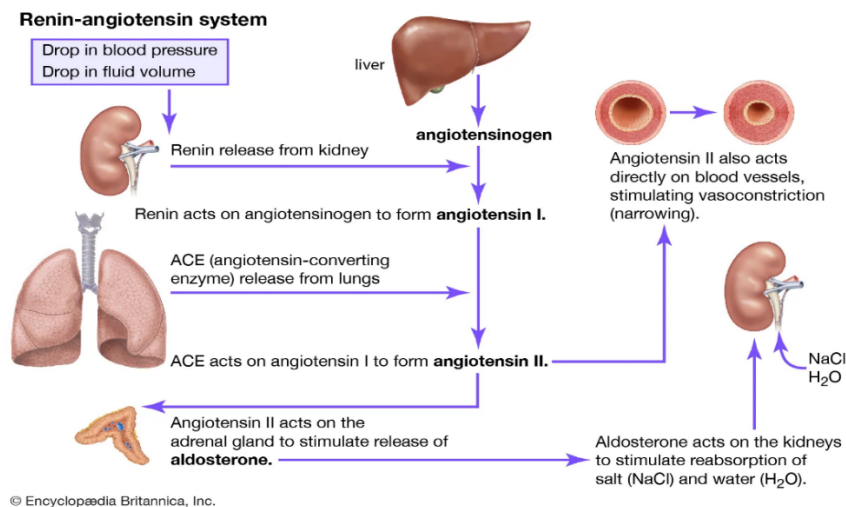 Renin-angiotensin system
Drop in blood pressure
Drop in fluid volume
liver
angiotensinogen
Renin release from kidney
Renin acts on angiotensinogen to form angiotensin I.
ACE (angiotensin-converting
enzyme) release from lungs
ACE acts on angiotensin I to form angiotensin II.
Angiotensin II also acts
directly on blood vessels,
stimulating vasoconstriction
(narrowing).
Angiotensin II acts on the
adrenal gland to stimulate release of
aldosterone.
NaCl
H₂O
Aldosterone acts on the kidneys
to stimulate reabsorption of
salt (NaCl) and water (H₂O).
© Encyclopædia Britannica, Inc.